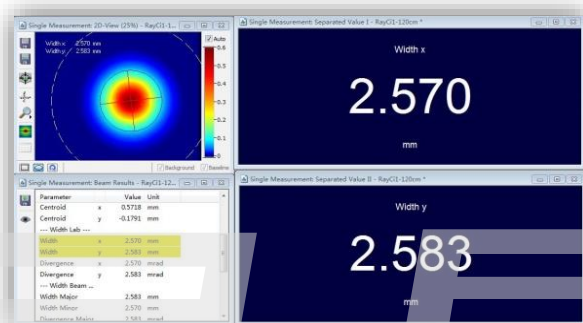 Single Measurement: 2D-View (25%) - RayCi1-1...
Width x 2.570 mm
Width y 2.583 mm
Auto
0.6
0.5
0.4
0.3
0.2
0.1
0
Background Baseline
Single Measurement: Separated Value I - RayCi1-120cm *
Width x
2.570
mm
Single Measurement: Beam Results - RayCi1-12...
Parameter Value Unit
Centroid x 0.5718 mm
Centroid y -0.1791 mm
--- Width Lab ---
Width x 2.570 mm
Width y 2.583 mm
Divergence x 2.570 mrad
Divergence y 2.583 mrad
--- Width Beam ...
Width Major 2.583 mm
Width Minor 2.570 mm
Divergence Major 2.583 mrad
Single Measurement: Separated Value II - RayCi1-120cm *
Width y
2.583
mm